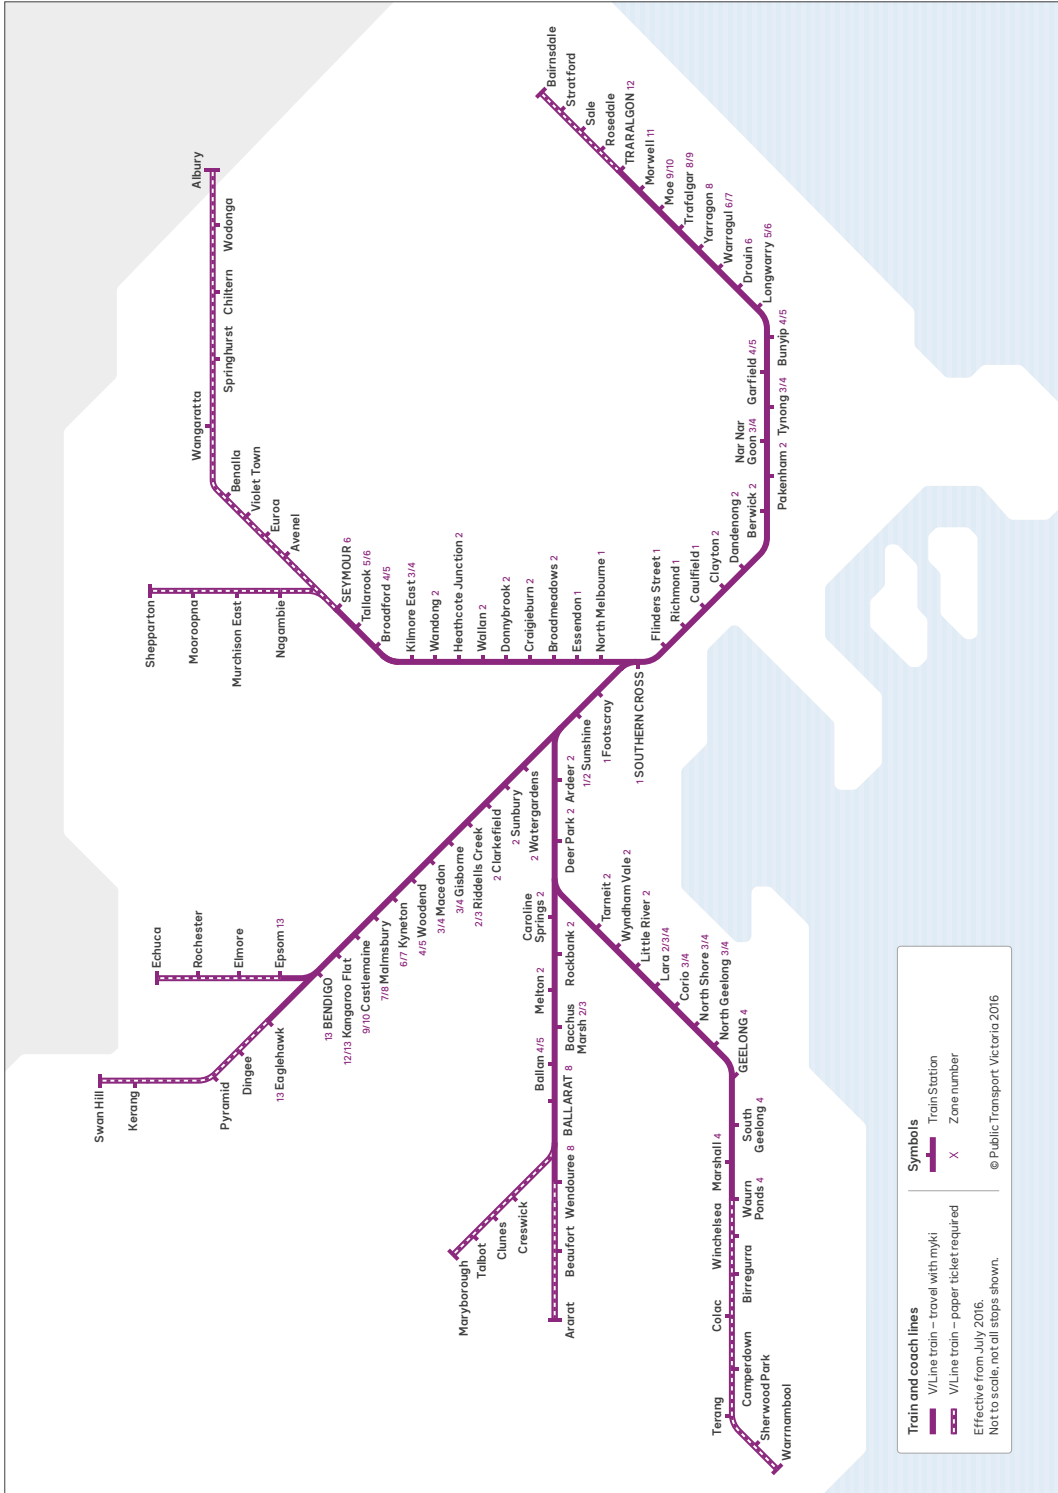 Swan Hill
Kerang
Pyramid
Dingee
13 Eaglehawk
Echuca
Rochester
Elmore
Epsom 13
13 BENDIGO
12/13 Kangaroo Flat
9/10 Castlemaine
7/8 Malmsbury
6/7 Kyneton
4/5 Woodend
3/4 Macedon
3/4 Gisborne
2/3 Riddells Creek
2 Clarkefield
2 Sunbury
2 Watergardens
Shepparton
Mooroopna
Murchison East
Nagambie
Albury
Wodonga
Chiltern
Springhurst
Wangaratta
Benalla
Violet Town
Euroa
Avenel
SEYMOUR 6
Tallarook 5/6
Broadford 4/5
Kilmore East 3/4
Wandong 2
Heathcote Junction 2
Wallan 2
Donnybrook 2
Craigieburn 2
Broadmeadows 2
Essendon 1
North Melbourne 1
Maryborough
Talbot
Clunes
Creswick
Ararat
Beaufort
Wendouree 8
BALLARAT 8
Ballan 4/5
Bacchus
Marsh 2/3
Melton 2
Rockbank 2
Caroline
Springs 2
Deer Park 2
Ardeer 2
1/2 Sunshine
1 Footscray
1 SOUTHERN CROSS
Flinders Street 1
Richmond 1
Caulfield 1
Clayton 2
Dandenong 2
Berwick 2
Pakenham 2
Nar Nar
Goon 3/4
Tynong 3/4
Garfield 4/5
Bunyip 4/5
Longwarry 5/6
Drouin 6
Warragul 6/7
Yarragon 8
Trafalgar 8/9
Moe 9/10
Morwell 11
TRARALGON 12
Rosedale
Sale
Stratford
Bairnsdale
Tarneit 2
Wyndham Vale 2
Little River 2
Lara 2/3/4
Corio 3/4
North Shore 3/4
North Geelong 3/4
GEELONG 4
South
Geelong 4
Marshall 4
Waurn
Ponds 4
Winchelsea
Birregurra
Colac
Camperdown
Terang
Sherwood Park
Warrnambool
Train and coach lines
V/Line train – travel with myki
V/Line train – paper ticket required
Effective from July 2016.
Not to scale, not all stops shown.
Symbols
Train Station
X Zone number
© Public Transport Victoria 2016